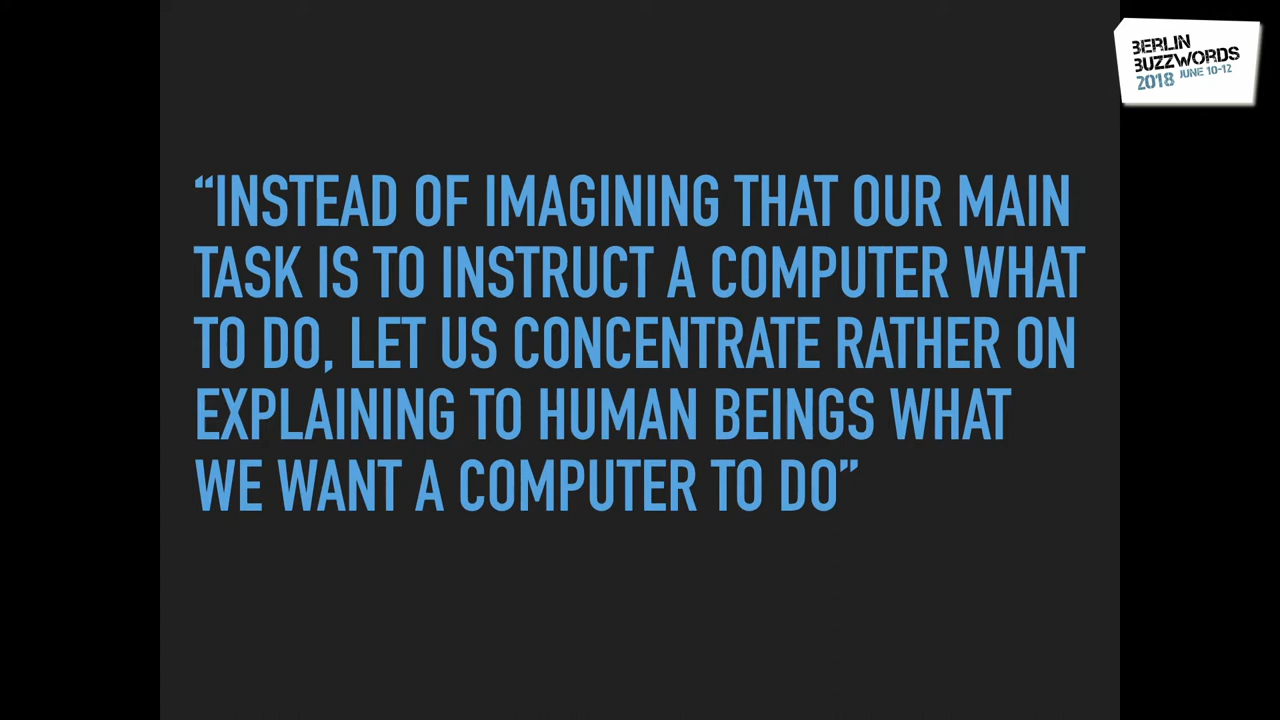 BERLIN
BUZZWORDS
2018 JUNE 10-12
“INSTEAD OF IMAGINING THAT OUR MAIN
TASK IS TO INSTRUCT A COMPUTER WHAT
TO DO, LET US CONCENTRATE RATHER ON
EXPLAINING TO HUMAN BEINGS WHAT
WE WANT A COMPUTER TO DO”